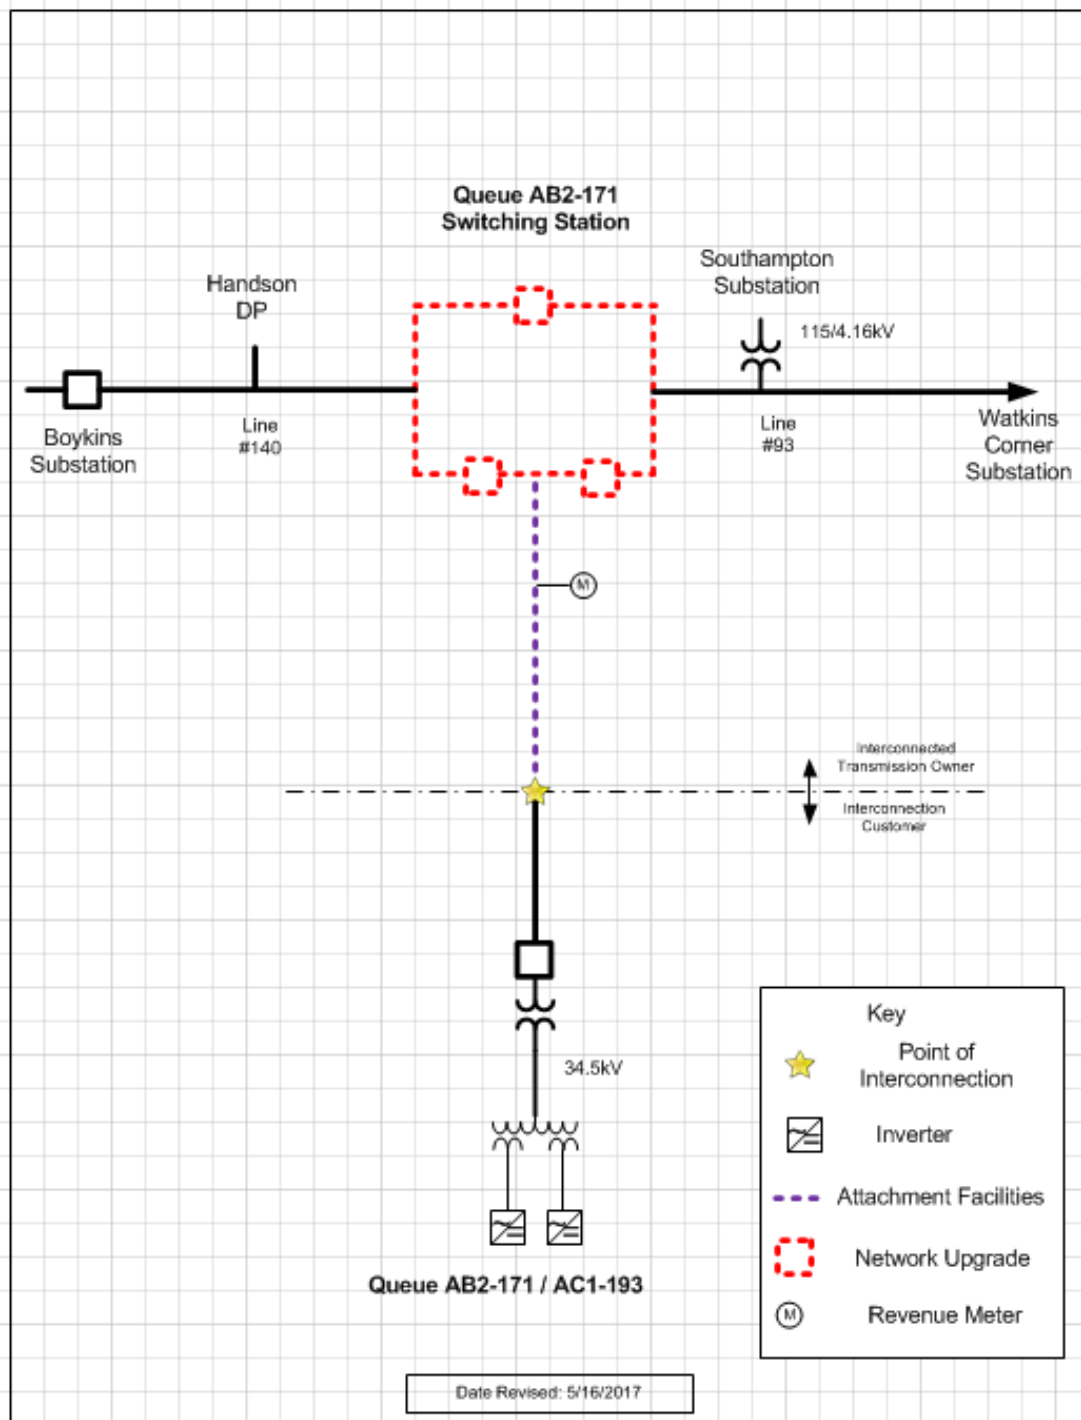 Queue AB2-171
Switching Station
Handson
DP
Southampton
Substation
115/4.16kV
Boykins
Substation
Line
#140
Line
#93
Watkins
Corner
Substation
M
Interconnected
Transmission Owner
Interconnection
Customer
34.5kV
Queue AB2-171 / AC1-193
Key
Point of
Interconnection
Inverter
Attachment Facilities
Network Upgrade
M
Revenue Meter
Date Revised: 5/16/2017